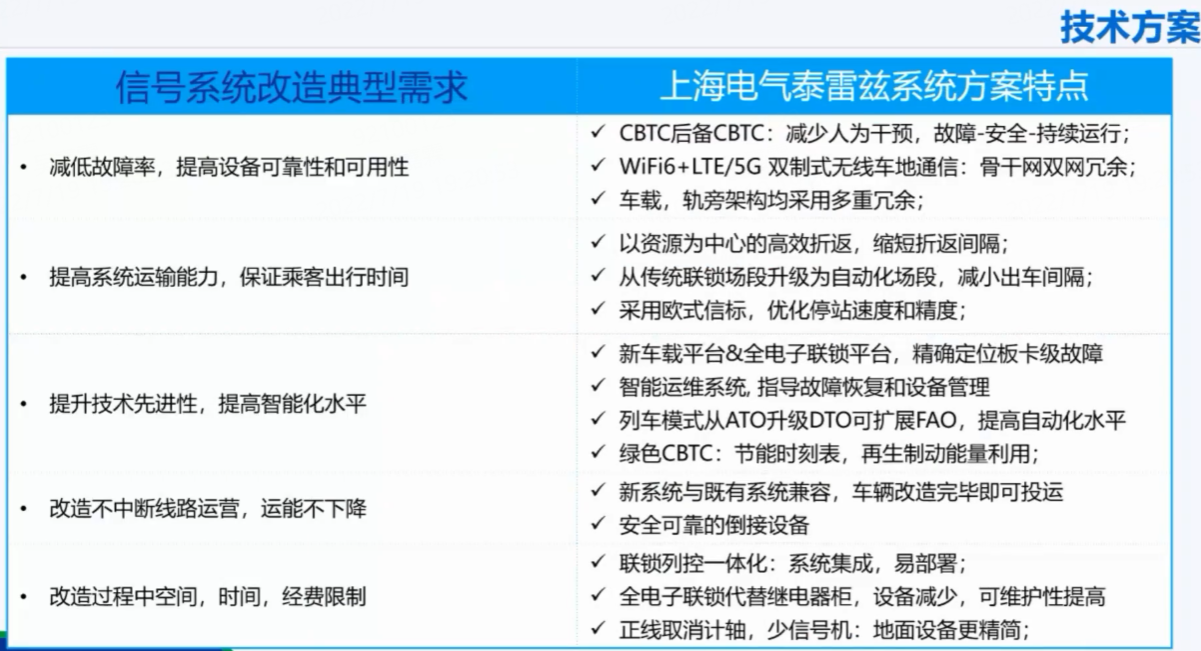 技术方案
信号系统改造典型需求
上海电气泰雷兹系统方案特点
• 减低故障率，提高设备可靠性和可用性
✓ CBTC后备CBTC：减少人为干预，故障-安全-持续运行；
✓ WiFi6+LTE/5G 双制式无线车地通信：骨干网双网冗余；
✓ 车载，轨旁架构均采用多重冗余；
• 提高系统运输能力，保证乘客出行时间
✓ 以资源为中心的高效折返，缩短折返间隔；
✓ 从传统联锁场段升级为自动化场段，减小出车间隔；
✓ 采用欧式信标，优化停站速度和精度；
• 提升技术先进性，提高智能化水平
✓ 新车载平台&全电子联锁平台，精确定位板卡级故障
✓ 智能运维系统, 指导故障恢复和设备管理
✓ 列车模式从ATO升级DTO可扩展FAO，提高自动化水平
✓ 绿色CBTC：节能时刻表，再生制动能量利用；
• 改造不中断线路运营，运能不下降
✓ 新系统与既有系统兼容，车辆改造完毕即可投运
✓ 安全可靠的倒接设备
• 改造过程中空间，时间，经费限制
✓ 联锁列控一体化：系统集成，易部署；
✓ 全电子联锁代替继电器柜，设备减少，可维护性提高
✓ 正线取消计轴，少信号机：地面设备更精简；